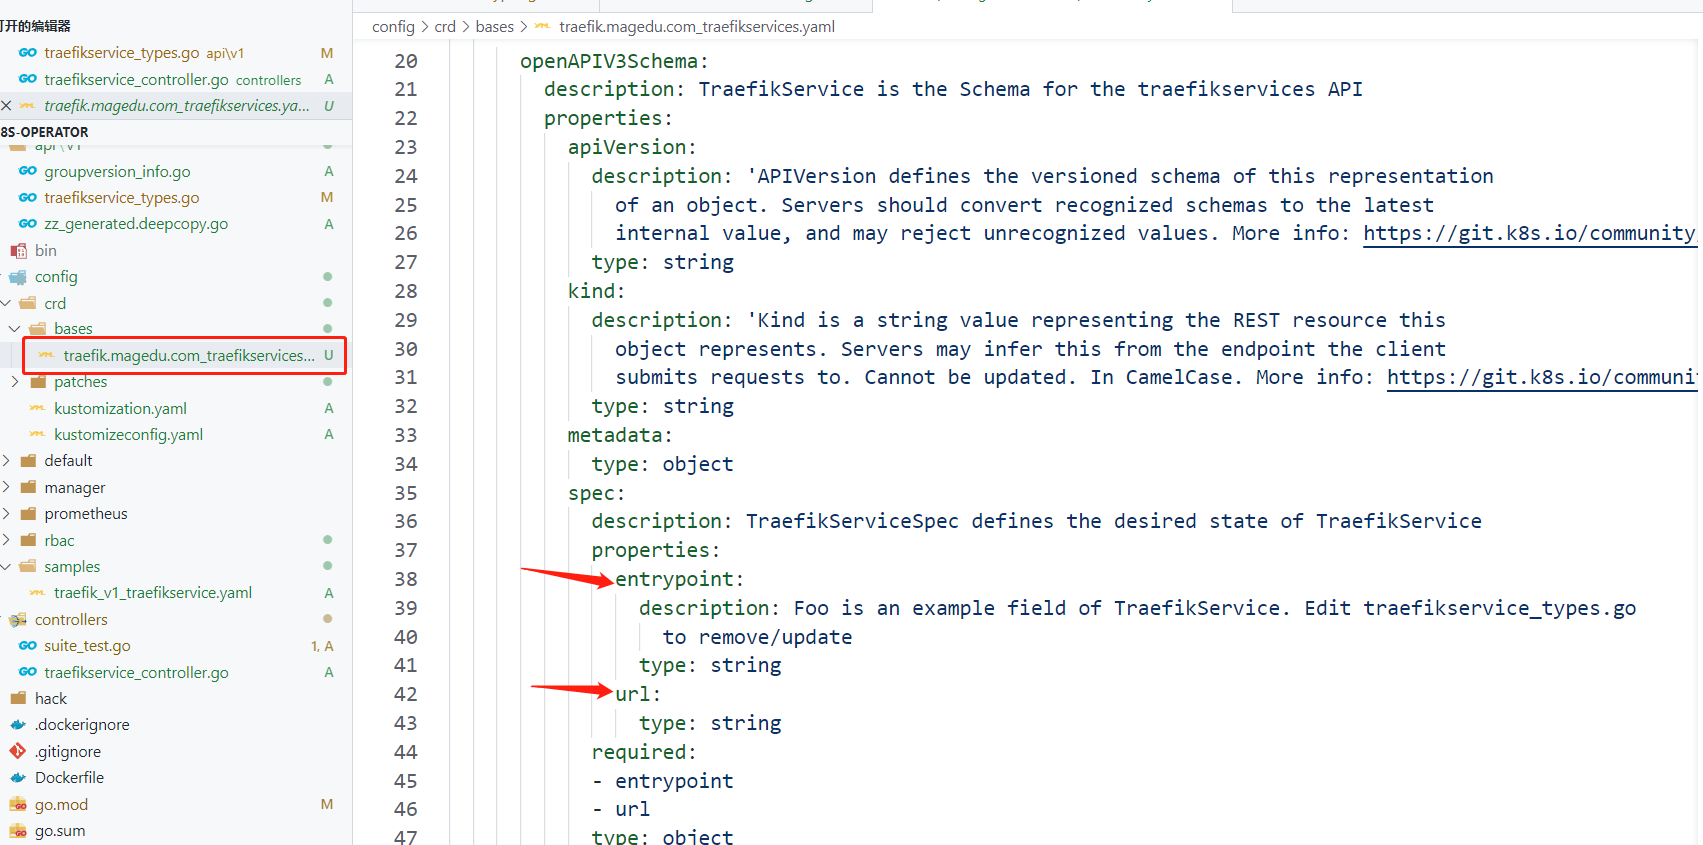 打开的编辑器
traefikservice_types.go api\v1 M
traefikservice_controller.go controllers A
traefik.magedu.com_traefikservices.ya... U
8S-OPERATOR
api\v1
groupversion_info.go A
traefikservice_types.go M
zz_generated.deepcopy.go A
bin
config
crd
bases
traefik.magedu.com_traefikservices... U
patches
kustomization.yaml A
kustomizeconfig.yaml A
default
manager
prometheus
rbac
samples
traefik_v1_traefikservice.yaml A
controllers
suite_test.go 1, A
traefikservice_controller.go A
hack
.dockerignore
.gitignore
Dockerfile
go.mod M
go.sum
config > crd > bases > traefik.magedu.com_traefikservices.yaml
20 openAPIV3Schema:
21 description: TraefikService is the Schema for the traefikservices API
22 properties:
23 apiVersion:
24 description: 'APIVersion defines the versioned schema of this representation
25 of an object. Servers should convert recognized schemas to the latest
26 internal value, and may reject unrecognized values. More info: https://git.k8s.io/community
27 type: string
28 kind:
29 description: 'Kind is a string value representing the REST resource this
30 object represents. Servers may infer this from the endpoint the client
31 submits requests to. Cannot be updated. In CamelCase. More info: https://git.k8s.io/communi
32 type: string
33 metadata:
34 type: object
35 spec:
36 description: TraefikServiceSpec defines the desired state of TraefikService
37 properties:
38 entrypoint:
39 description: Foo is an example field of TraefikService. Edit traefikservice_types.go
40 to remove/update
41 type: string
42 url:
43 type: string
44 required:
45 - entrypoint
46 - url
47 type: object